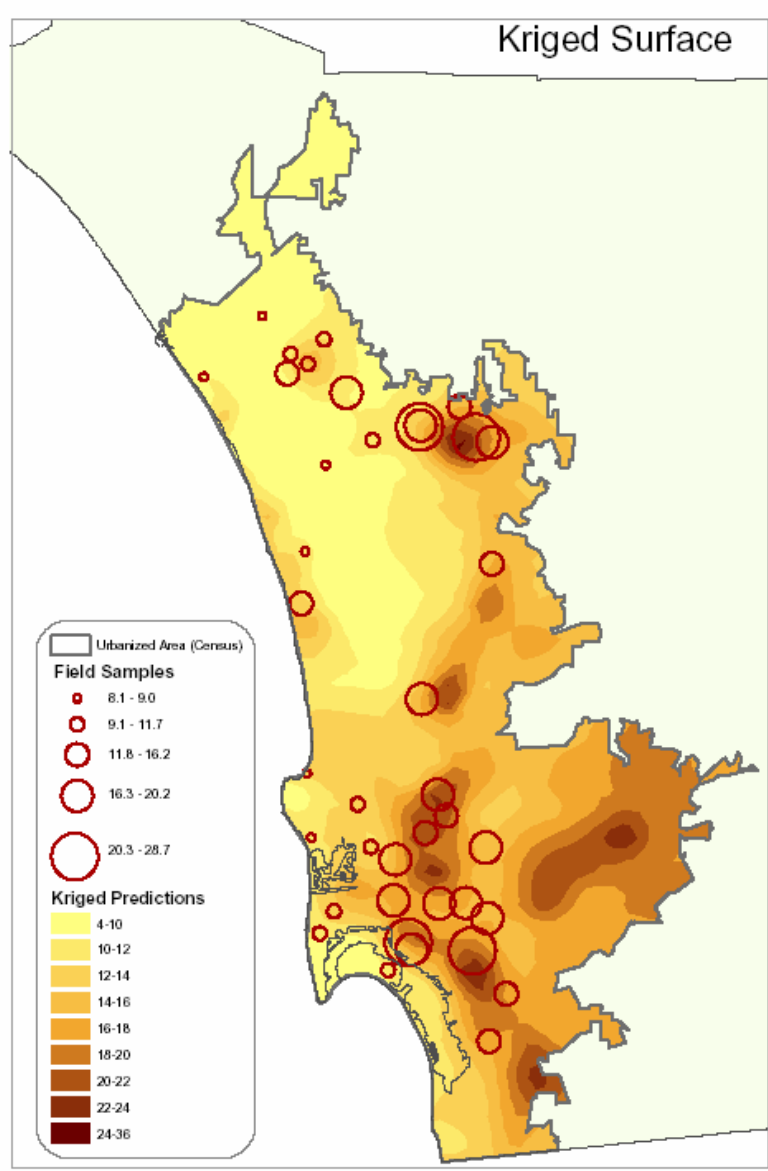 Kriged Surface
Urbanized Area (Census)
Field Samples
8.1 - 9.0
9.1 - 11.7
11.8 - 16.2
16.3 - 20.2
20.3 - 28.7
Kriged Predictions
4-10
10-12
12-14
14-16
16-18
18-20
20-22
22-24
24-36